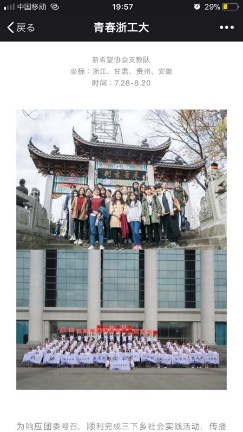 中国移动
19:57
29%
戻る
青春浙工大
新希望协会支教队
坐标：浙江、甘肃、贵州、安徽
时间：7.28-8.20
为响应团委号召，顺利完成三下乡社会实践活动，传播